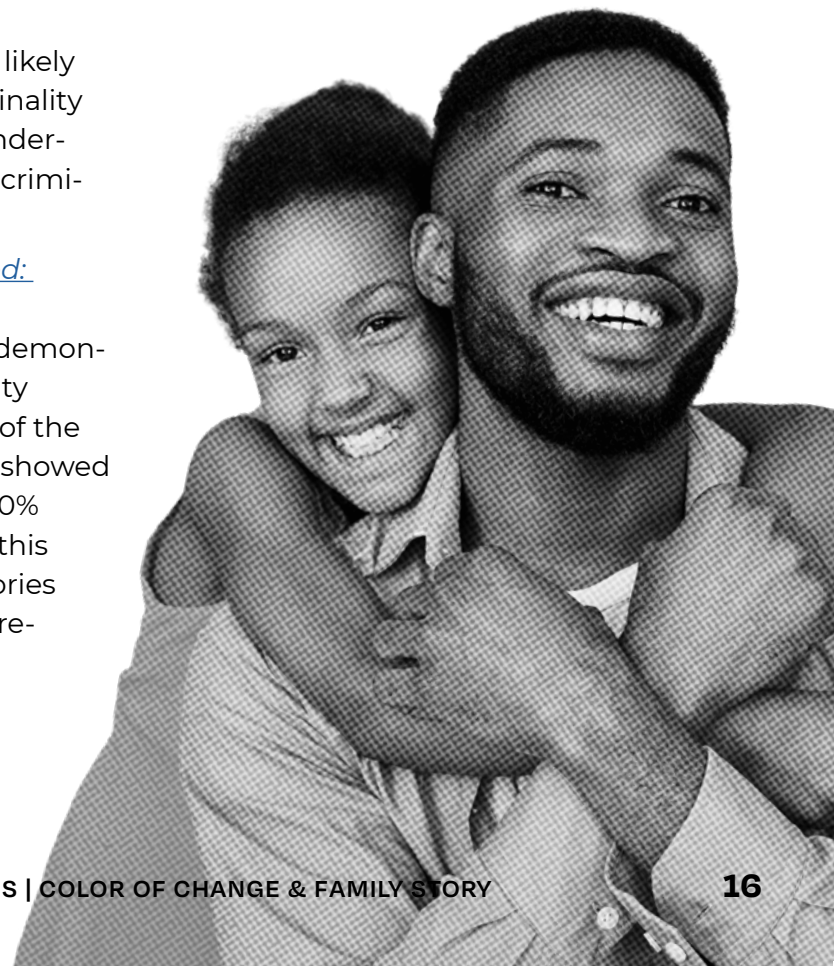 likely
inality
nder-
crimi-
d:
demon-
ty
of the
showed
0%
this
ories
re-
S | COLOR OF CHANGE & FAMILY STORY
16